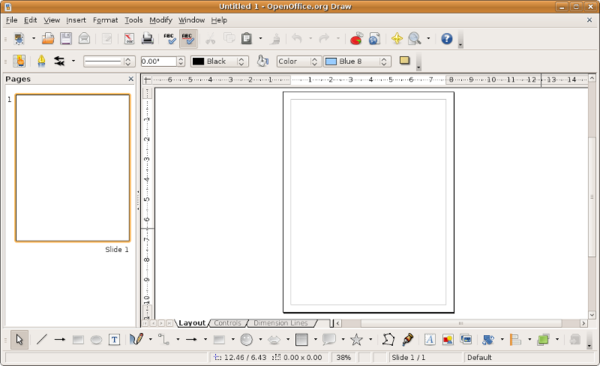 Untitled 1 - OpenOffice.org Draw
File Edit View Insert Format Tools Modify Window Help
ABC ABC
0.00" Black Color Blue 8
Pages
6 5 4 3 2 1 1 2 3 4 5 6 7 8 9 10 11 12 13 14
1
1
2
3
4
5
6
7
8
9
10
Slide 1
Layout Controls Dimension Lines
T A
12.46 / 6.43 0.00 x 0.00 38% Slide 1 / 1 Default